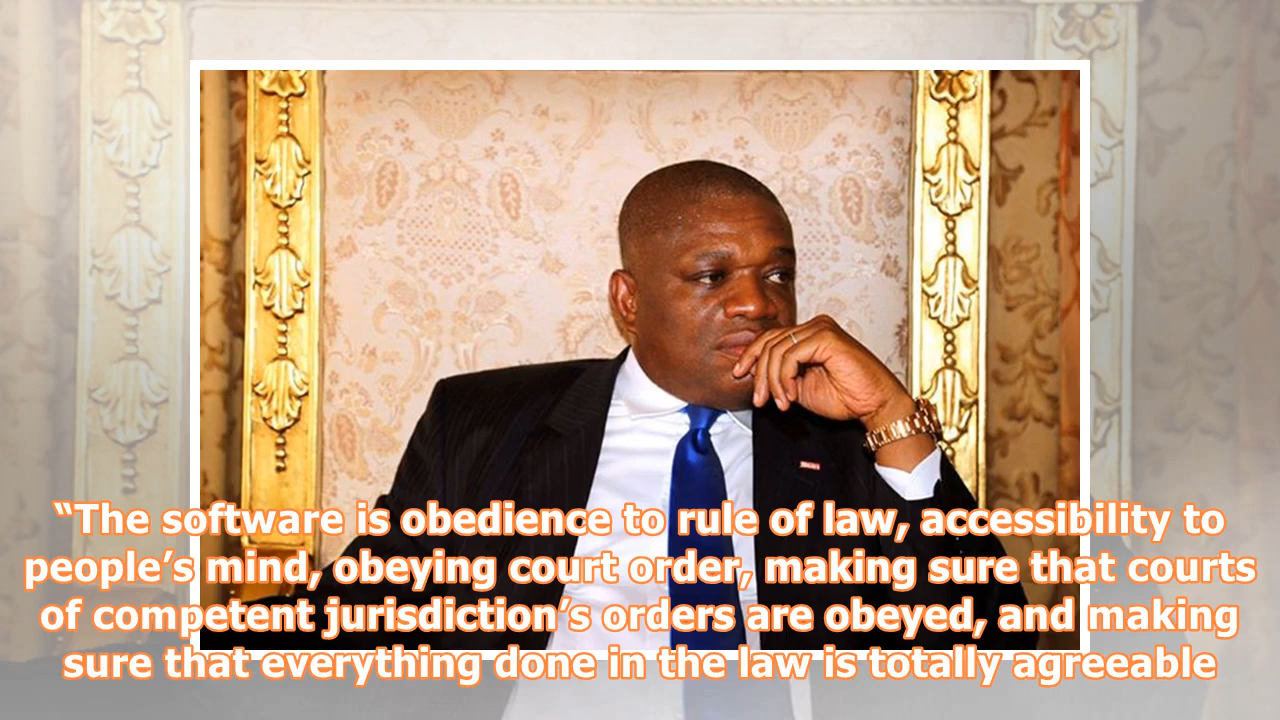 “The software is obedience to rule of law, accessibility to
people’s mind, obeying court order, making sure that courts
of competent jurisdiction’s orders are obeyed, and making
sure that everything done in the law is totally agreeable